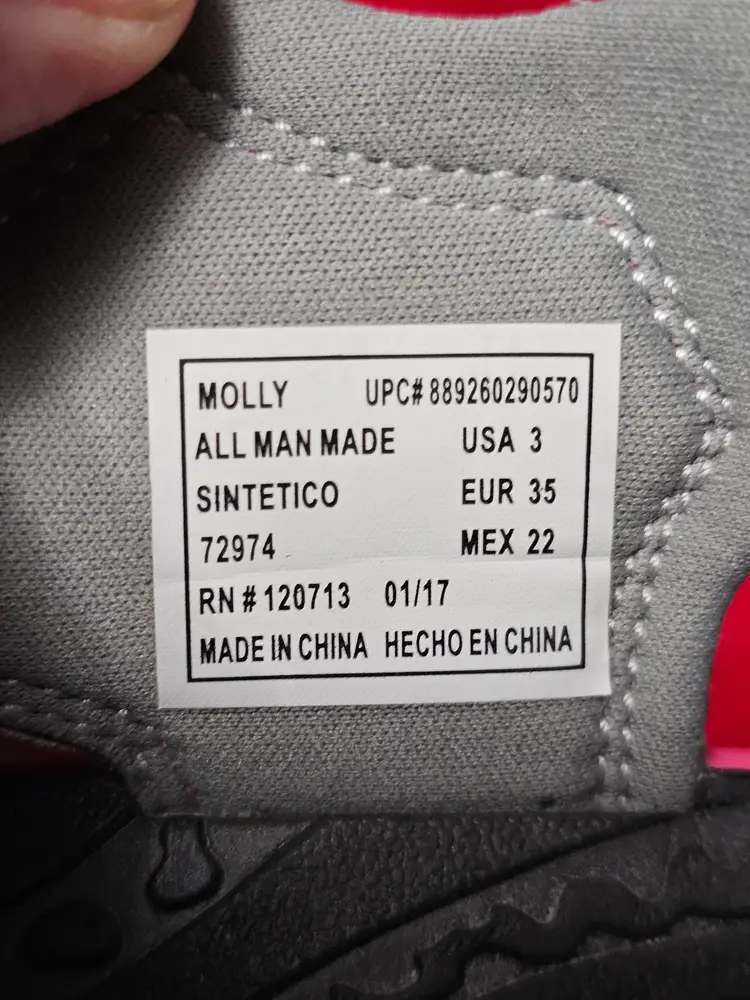 MOLLY UPC# 889260290570
ALL MAN MADE USA 3
SINTETICO EUR 35
72974 MEX 22
RN # 120713 01/17
MADE IN CHINA HECHO EN CHINA